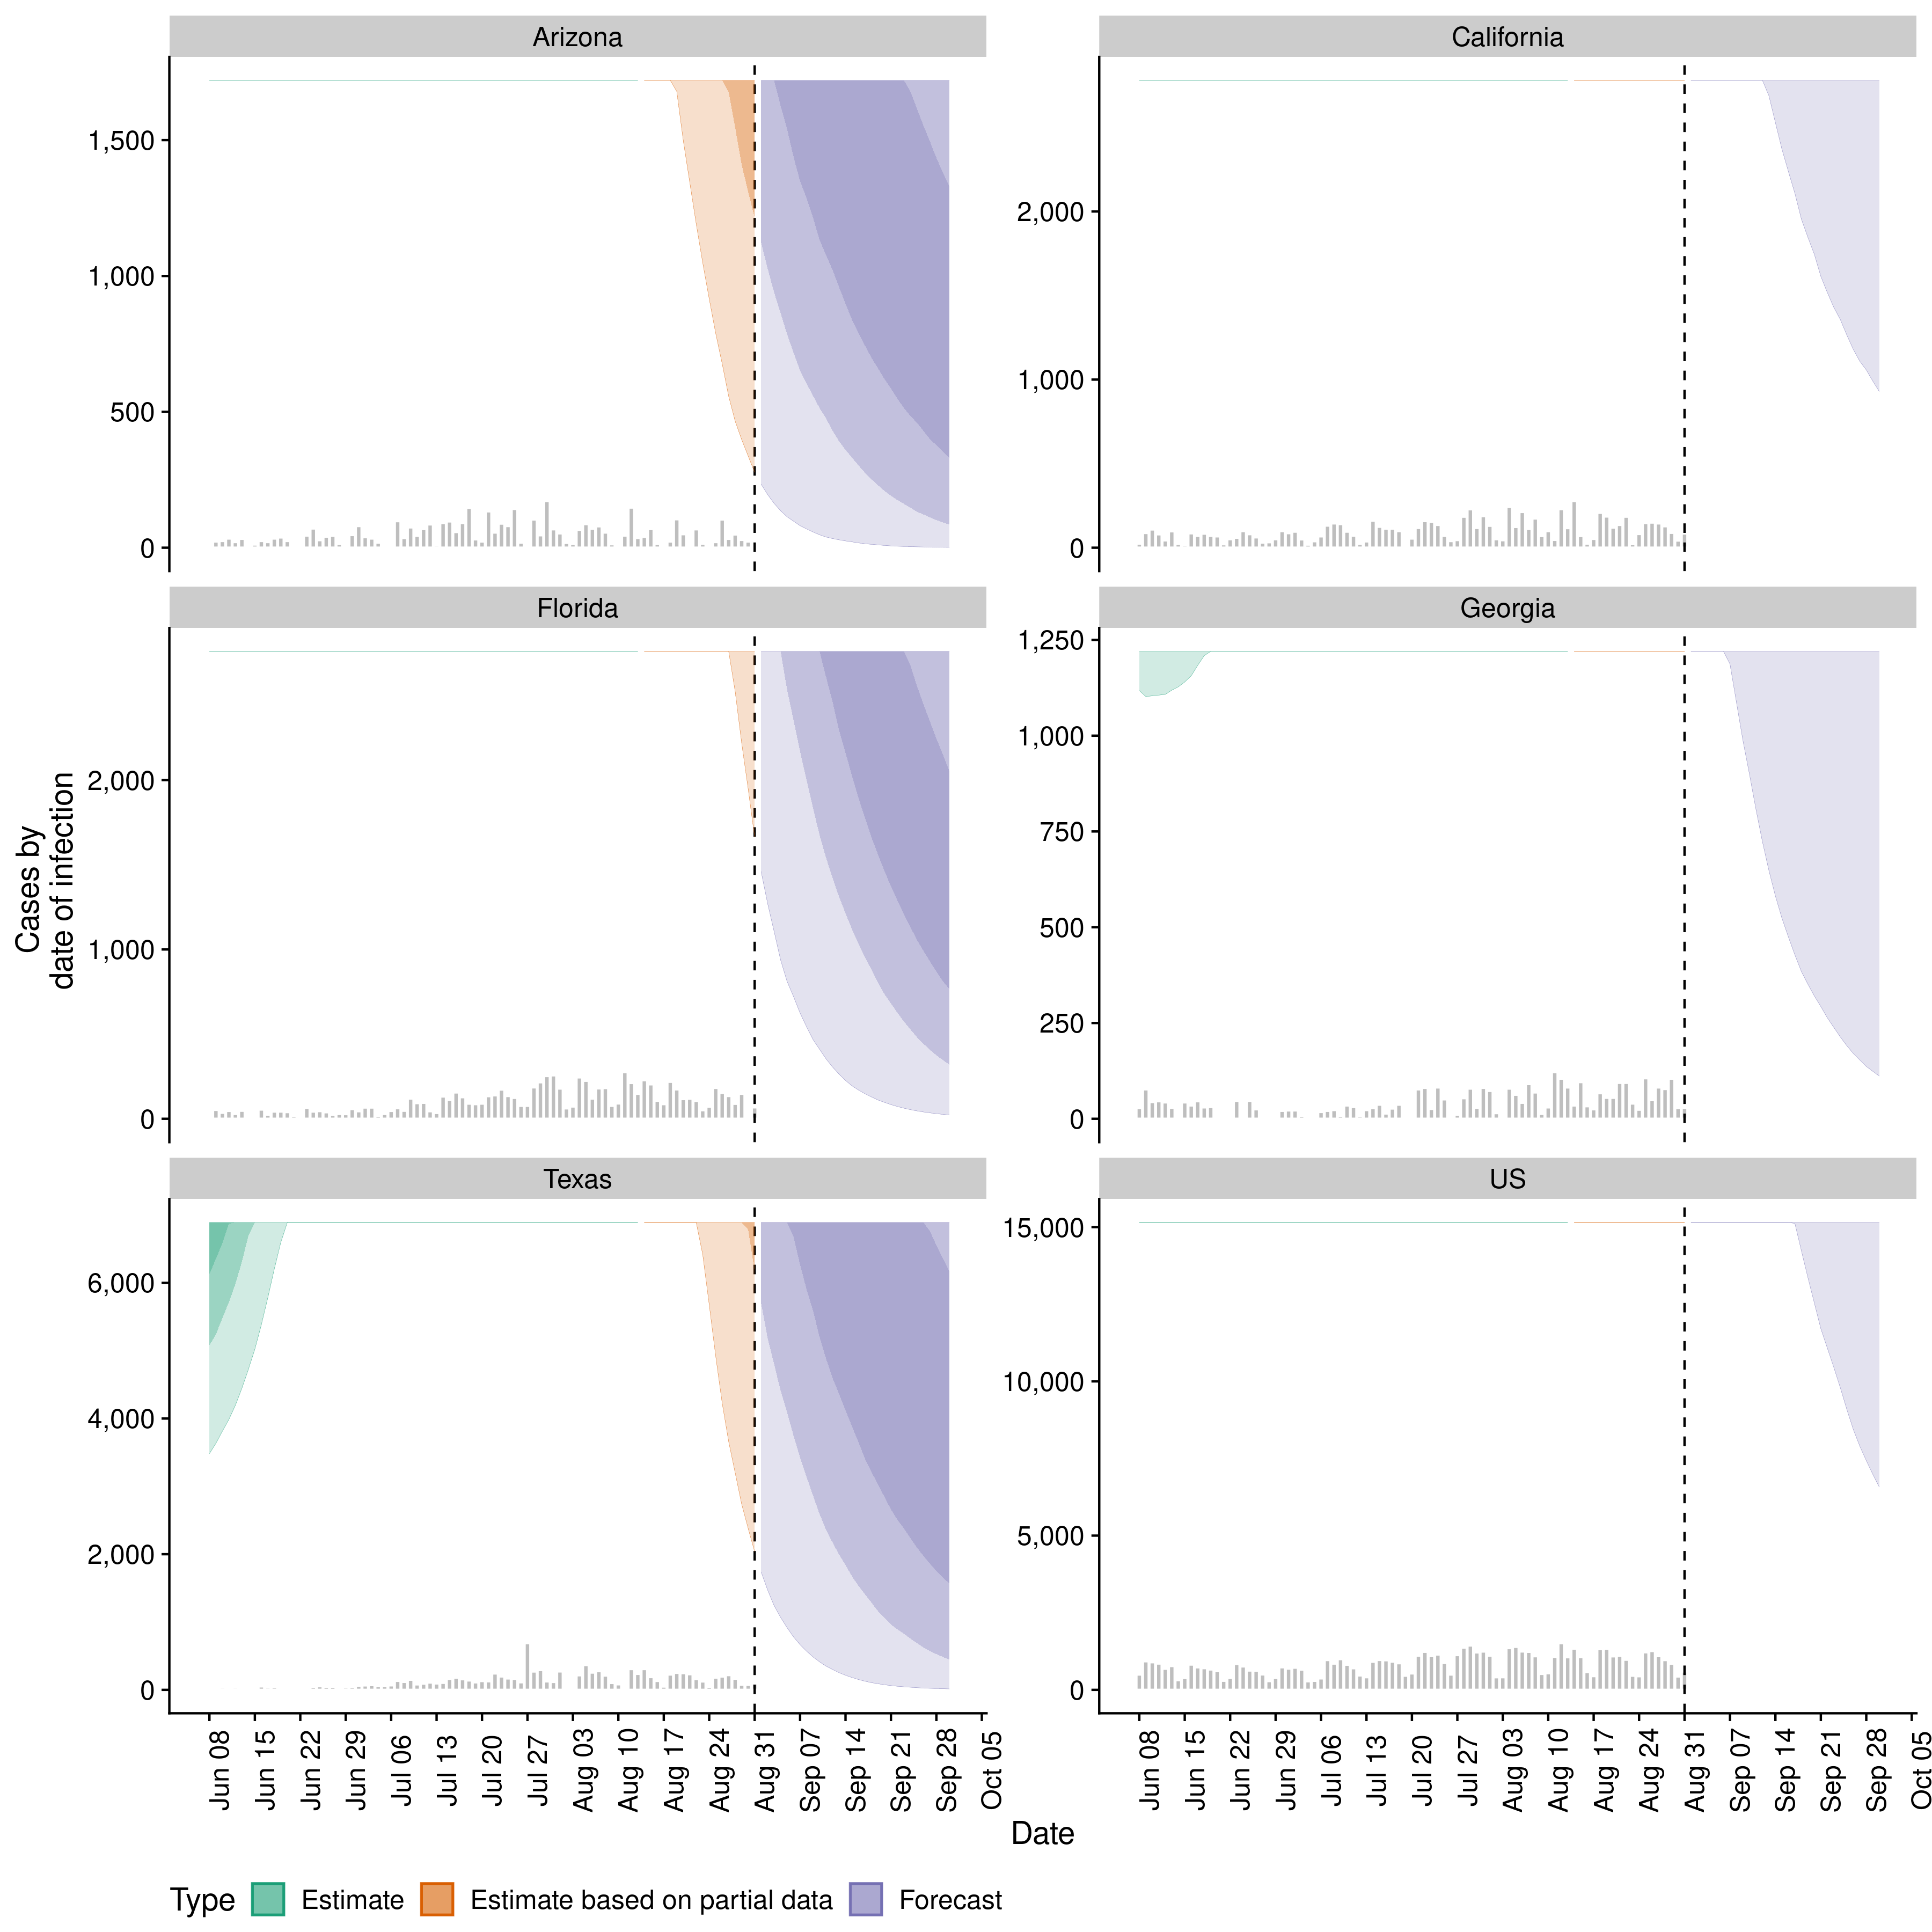 Arizona
California
1,500
1,000
500
0
2,000
1,000
0
Florida
Georgia
Cases by
date of infection
2,000
1,000
0
1,250
1,000
750
500
250
0
Texas
US
6,000
4,000
2,000
0
15,000
10,000
5,000
0
Jun 08
Jun 15
Jun 22
Jun 29
Jul 06
Jul 13
Jul 20
Jul 27
Aug 03
Aug 10
Aug 17
Aug 24
Aug 31
Sep 07
Sep 14
Sep 21
Sep 28
Oct 05
Jun 08
Jun 15
Jun 22
Jun 29
Jul 06
Jul 13
Jul 20
Jul 27
Aug 03
Aug 10
Aug 17
Aug 24
Aug 31
Sep 07
Sep 14
Sep 21
Sep 28
Oct 05
Date
Type Estimate Estimate based on partial data Forecast